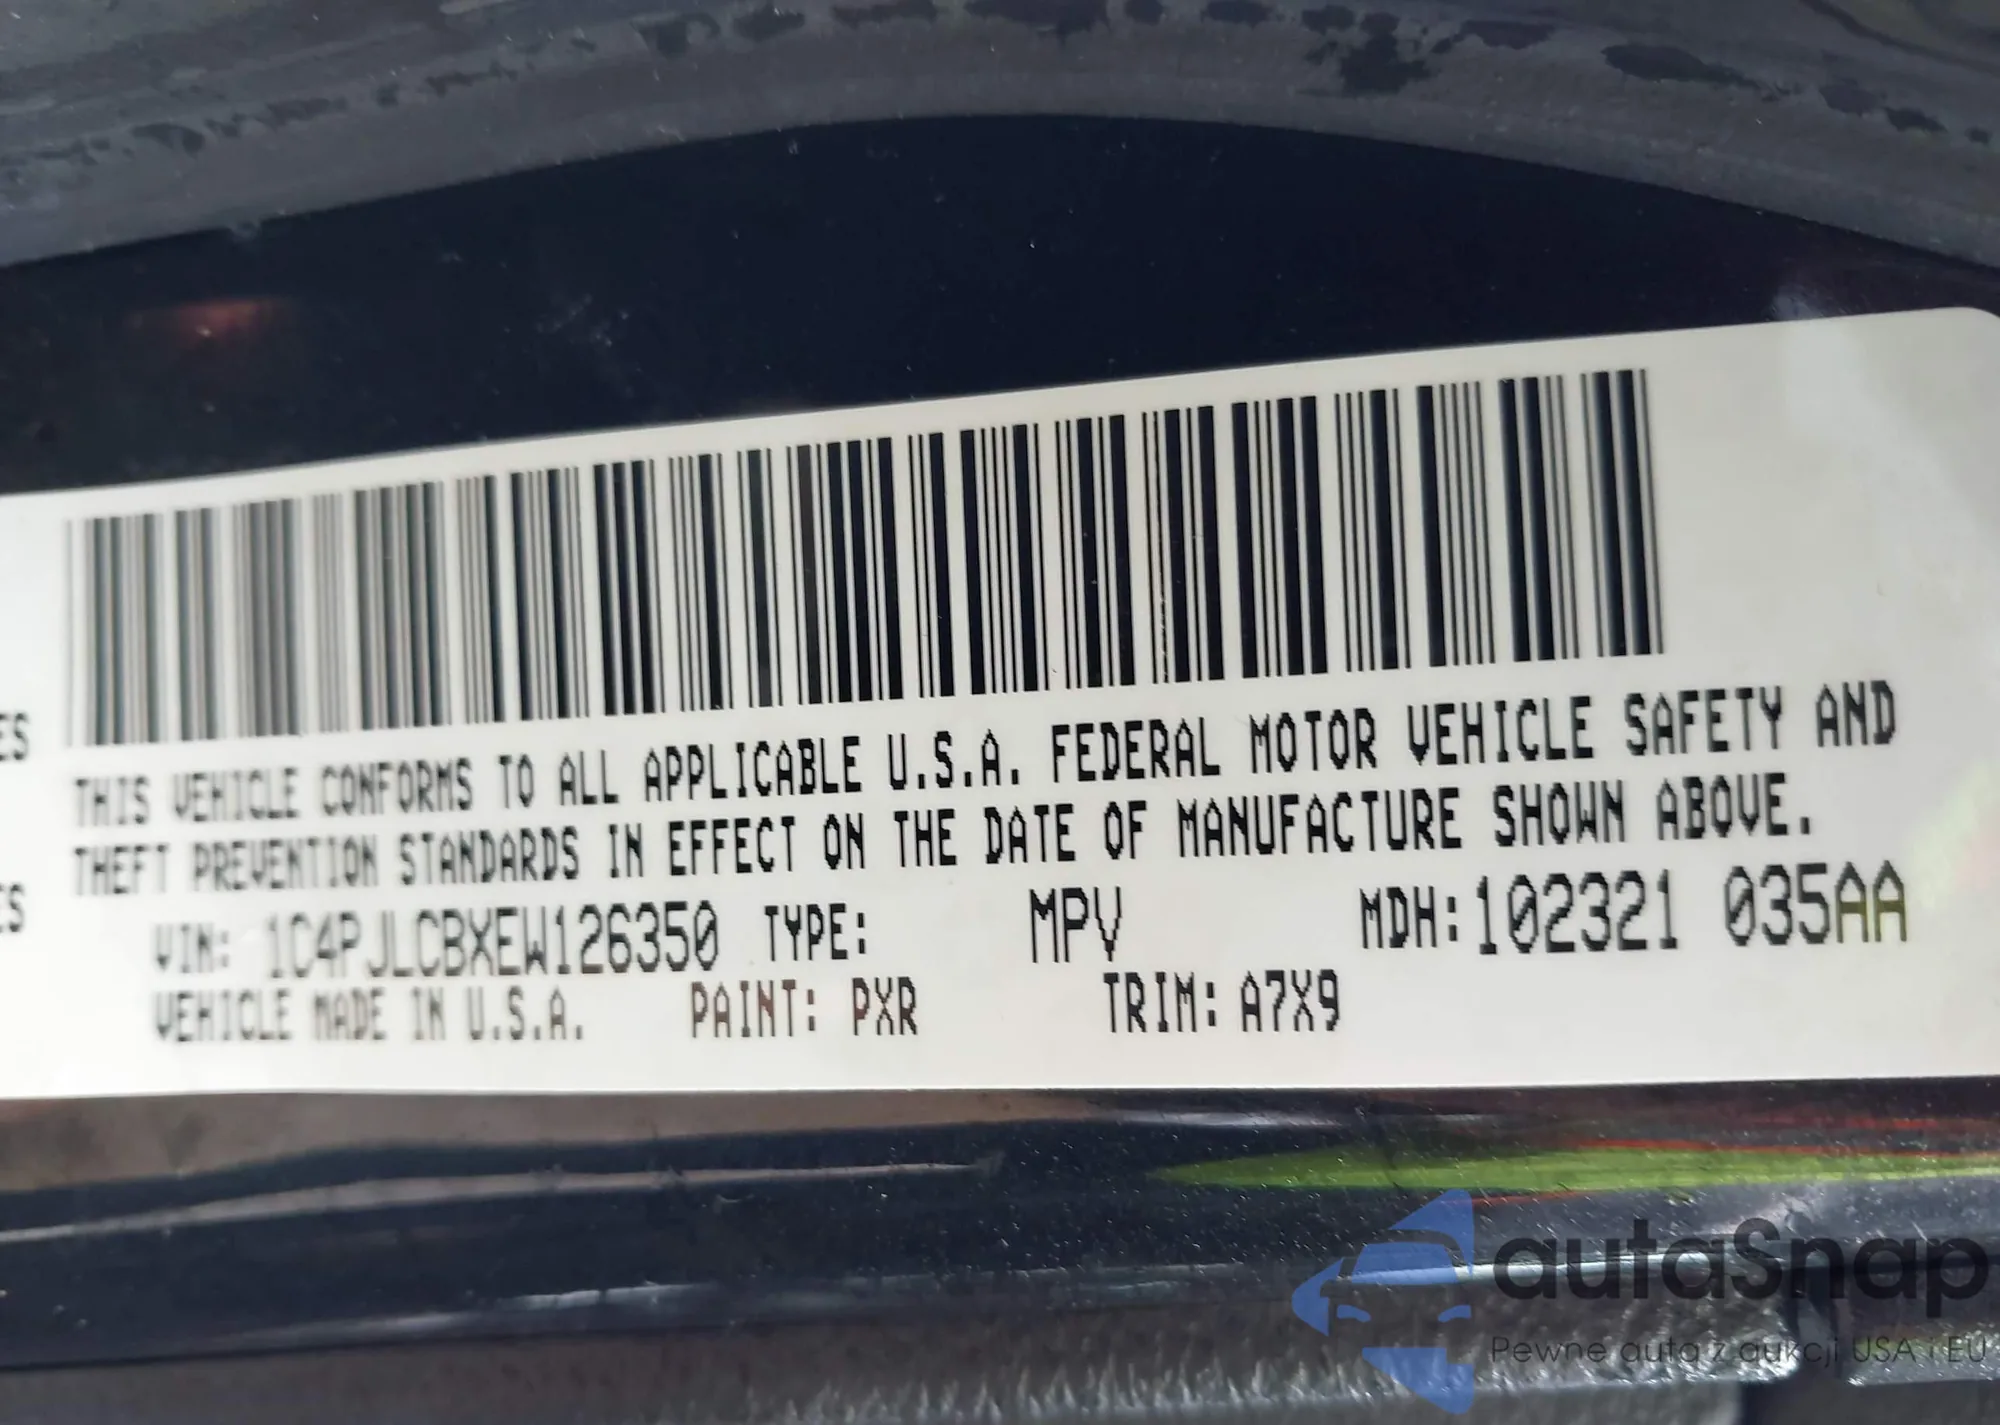 ES
THIS VEHICLE CONFORMS TO ALL APPLICABLE U.S.A. FEDERAL MOTOR VEHICLE SAFETY AND
THEFT PREVENTION STANDARDS IN EFFECT ON THE DATE OF MANUFACTURE SHOWN ABOVE.
ES
VIN: 1C4PJLCBXEW126350 TYPE: MPV MDH: 102321 035AA
VEHICLE MADE IN U.S.A. PAINT: PXR TRIM: A7X9
autaSnap
Pewne auta z aukcji USA i EU